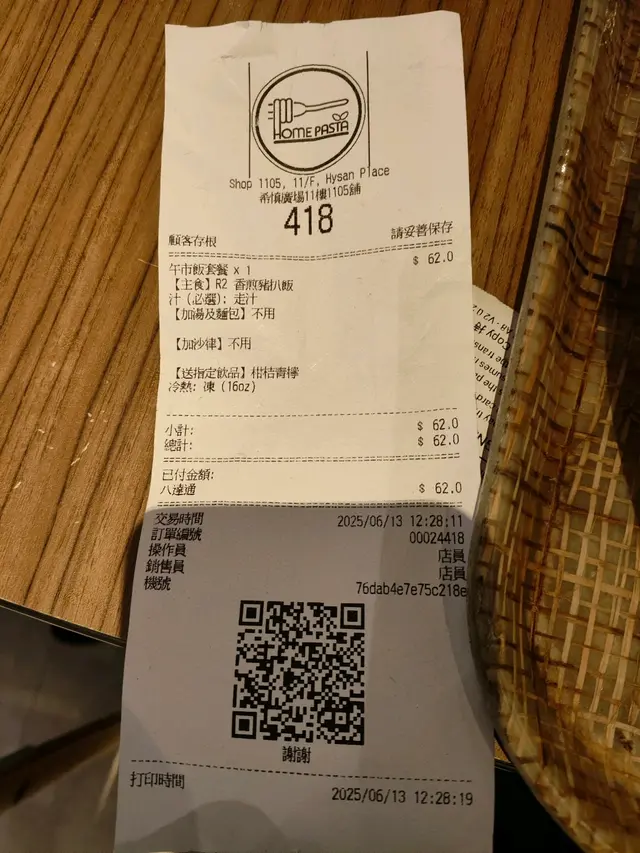 HOME PASTA
Shop 1105, 11/F, Hysan Place
希慎廣場11樓1105舖
418
顧客存根 請妥善保存
午市飯套餐 x 1 $ 62.0
【主食】R2 香煎豬扒飯
汁 (必選): 走汁
【加湯及麵包】不用
【加沙律】不用
【送指定飲品】柑桔青檸
冷熱: 凍 (16oz)
小計: $ 62.0
總計: $ 62.0
已付金額:
八達通 $ 62.0
交易時間 2025/06/13 12:28:11
訂單編號 00024418
操作員 店員
銷售員 店員
機號 76dab4e7e75c218e
謝謝
打印時間 2025/06/13 12:28:19
Copy